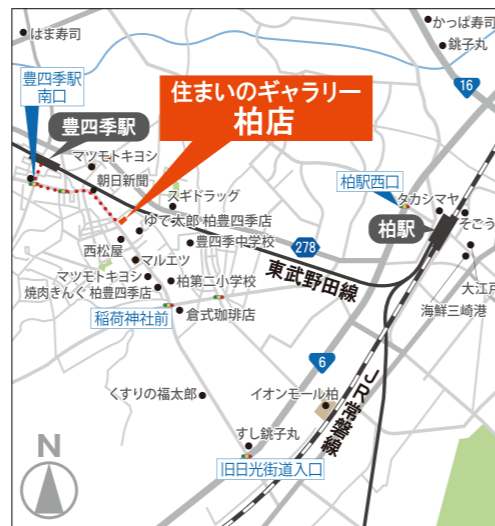 はま寿司
かっぱ寿司
銚子丸
16
豊四季駅
南口
住まいのギャラリー
柏店
豊四季駅
マツモトキヨシ
朝日新聞
スギドラッグ
ゆで太郎 柏豊四季店
柏駅西口
タカシマヤ
柏駅
そごう
西松屋
豊四季中学校
278
マルエツ
東武野田線
マツモトキヨシ
柏第二小学校
焼肉きんぐ 柏豊四季店
大江戸
海鮮三崎港
稲荷神社前
倉式珈琲店
6
JR常磐線
くすりの福太郎
イオンモール柏
すし銚子丸
旧日光街道入口
N